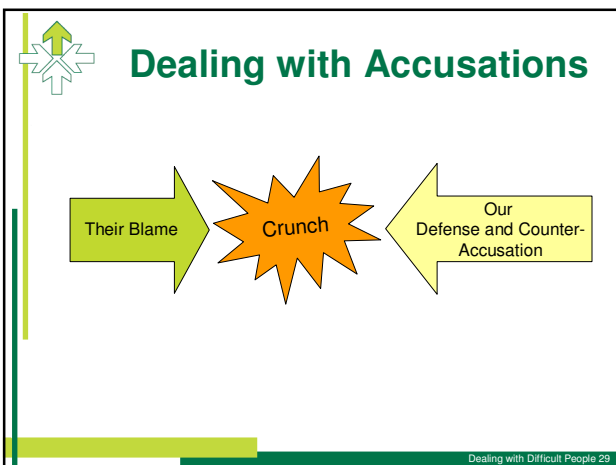 Dealing with Accusations
Their Blame
Crunch
Our
Defense and Counter-
Accusation
Dealing with Difficult People 29